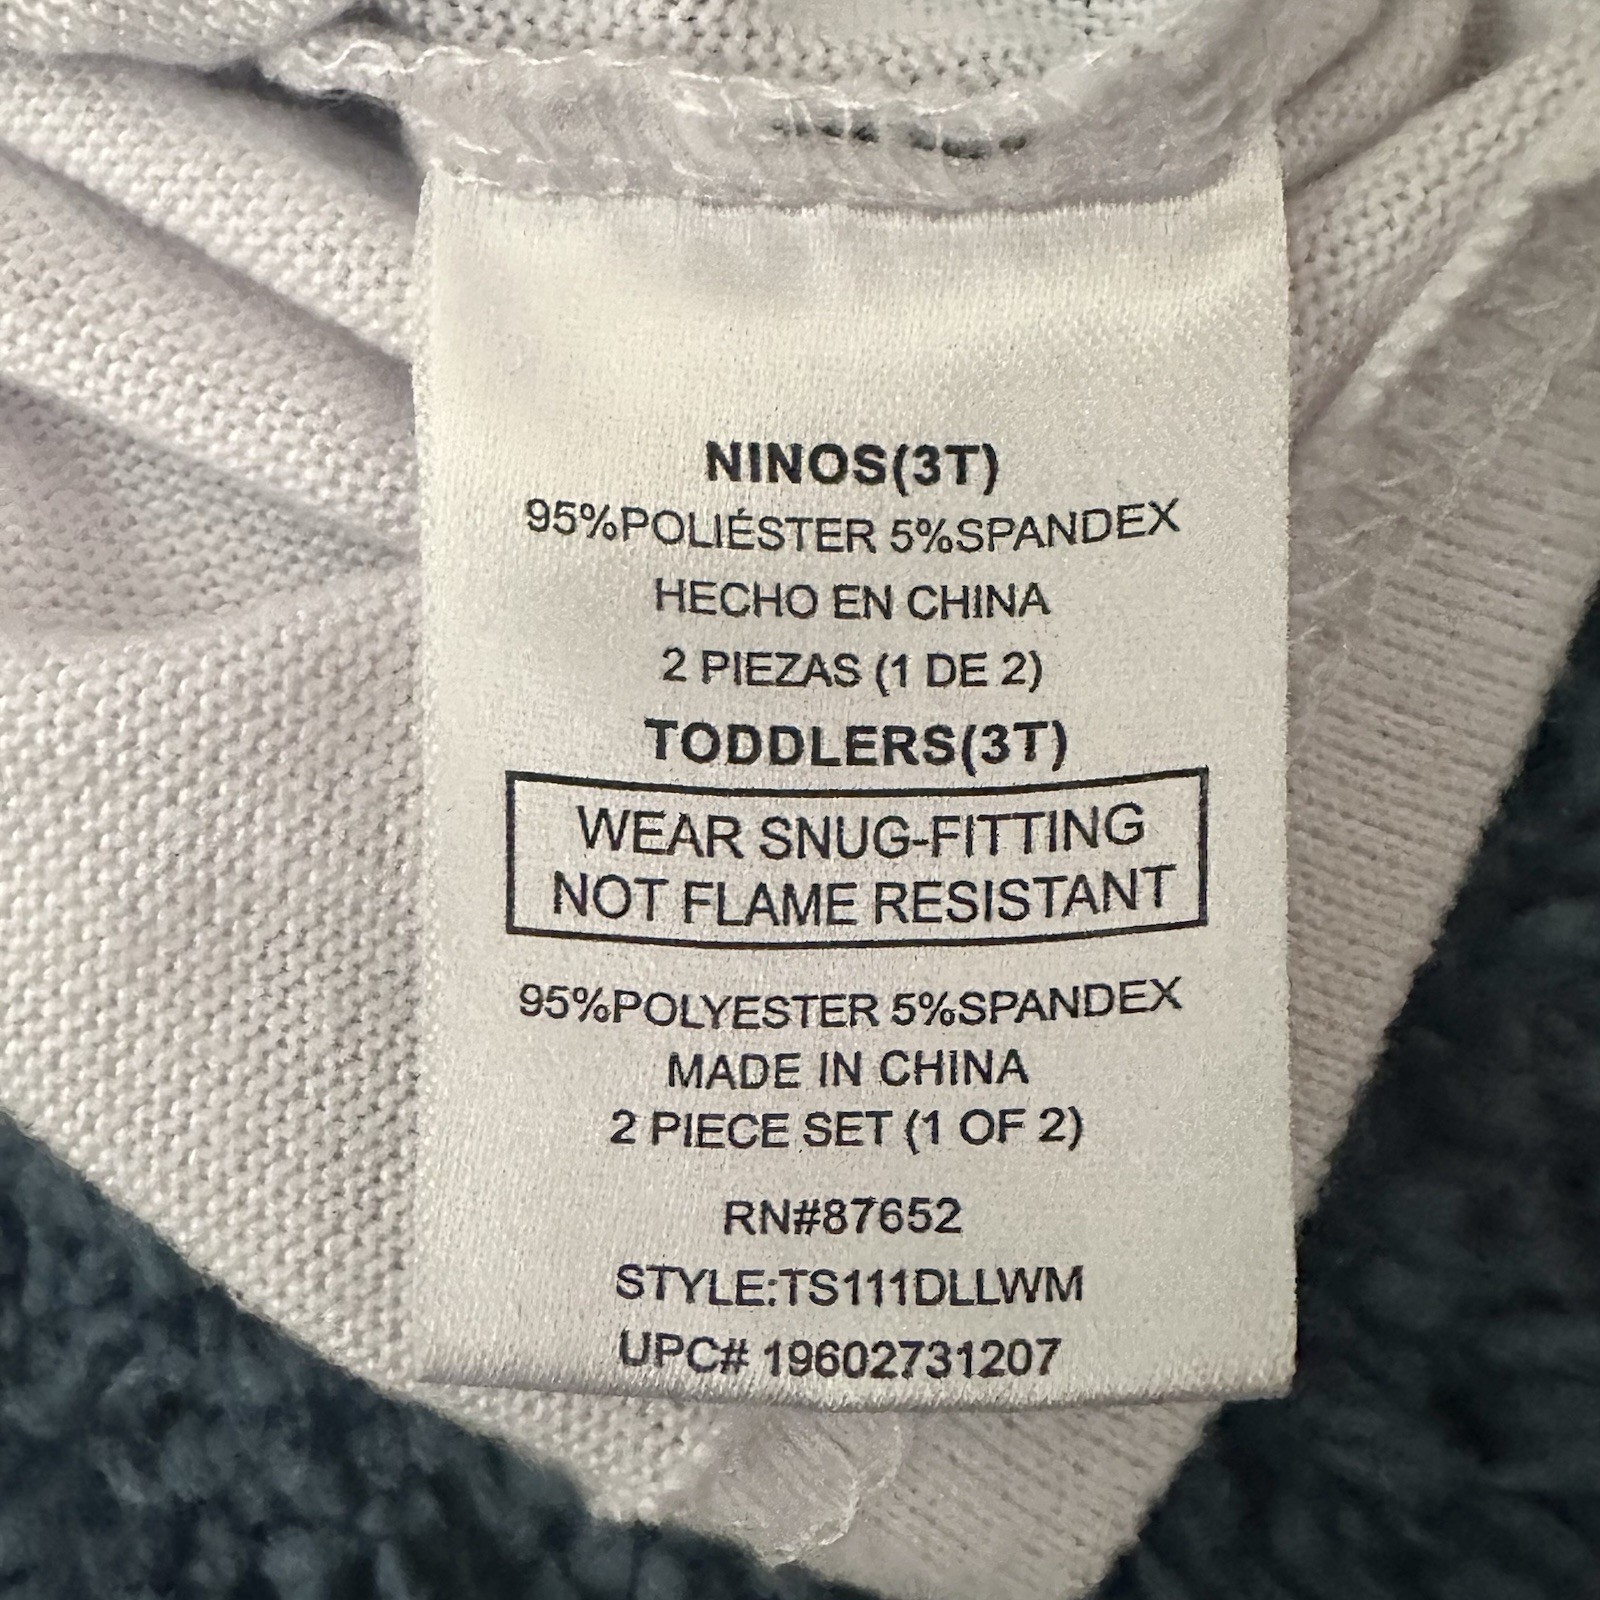 NINOS(3T)
95%POLIÉSTER 5%SPANDEX
HECHO EN CHINA
2 PIEZAS (1 DE 2)
TODDLERS(3T)
WEAR SNUG-FITTING
NOT FLAME RESISTANT
95%POLYESTER 5%SPANDEX
MADE IN CHINA
2 PIECE SET (1 OF 2)
RN#87652
STYLE:TS111DLLWM
UPC# 19602731207